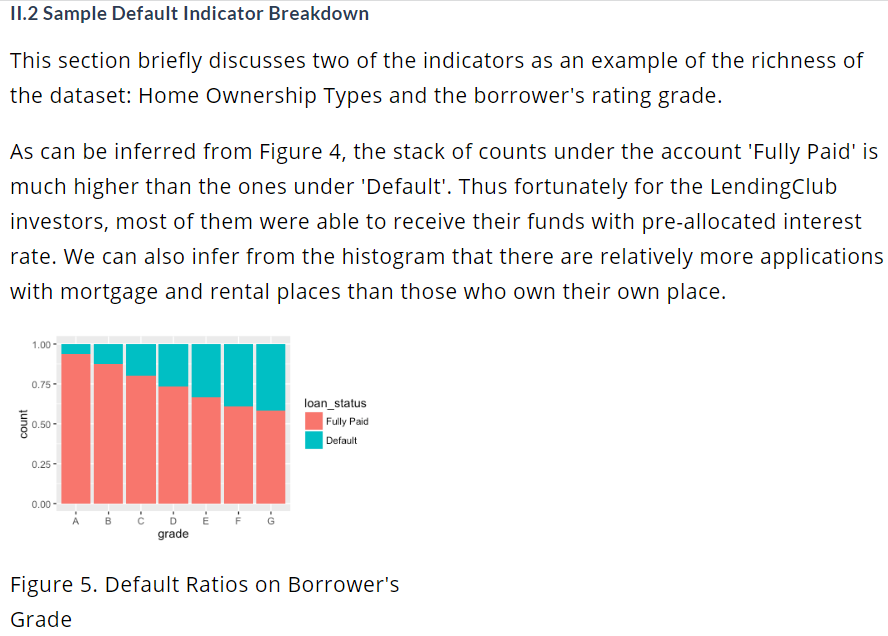 II.2 Sample Default Indicator Breakdown
This section briefly discusses two of the indicators as an example of the richness of
the dataset: Home Ownership Types and the borrower's rating grade.
As can be inferred from Figure 4, the stack of counts under the account 'Fully Paid' is
much higher than the ones under 'Default'. Thus fortunately for the LendingClub
investors, most of them were able to receive their funds with pre-allocated interest
rate. We can also infer from the histogram that there are relatively more applications
with mortgage and rental places than those who own their own place.
1.00
0.75
0.50
0.25
0.00
count
A B C D E F G
grade
loan_status
Fully Paid
Default
Figure 5. Default Ratios on Borrower's
Grade